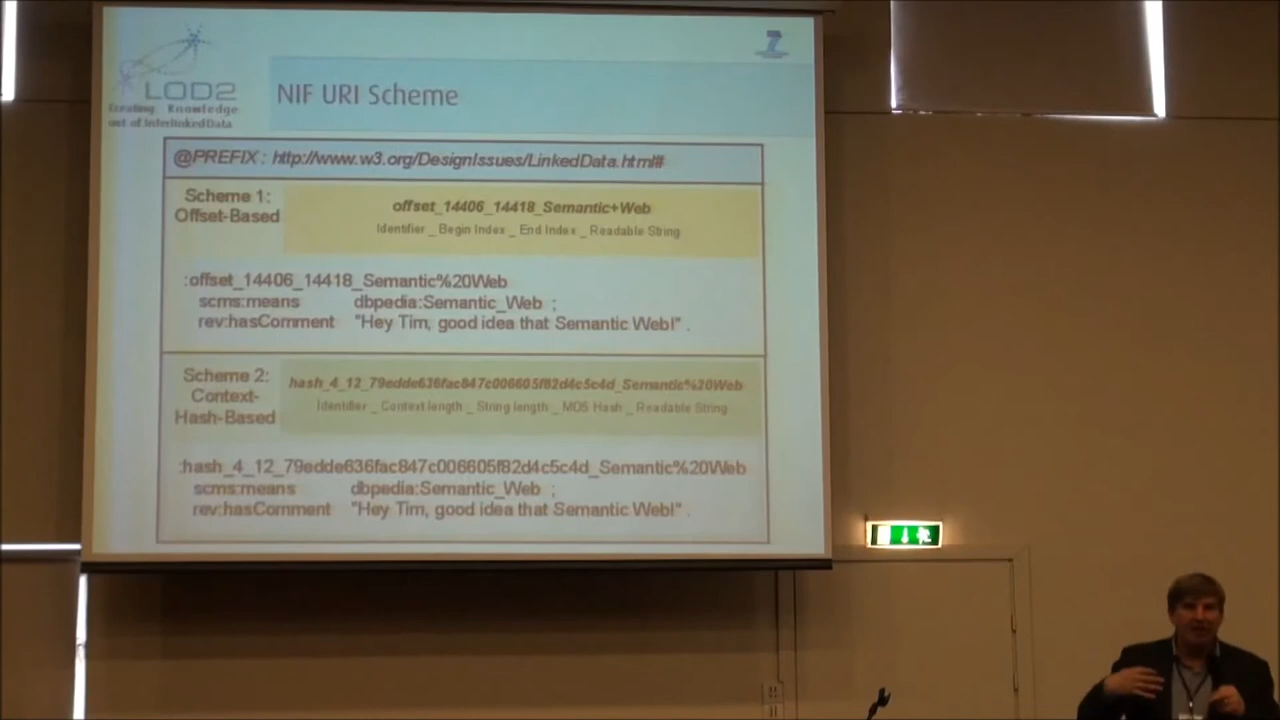 LOD2
Creating Knowledge
out of Interlinked Data
7
NIF URI Scheme
@PREFIX : http://www.w3.org/DesignIssues/LinkedData.html#
Scheme 1:
Offset-Based
offset_14406_14418_Semantic+Web
Identifier _ Begin Index _ End Index _ Readable String
:offset_14406_14418_Semantic%20Web
scms:means dbpedia:Semantic_Web ;
rev:hasComment "Hey Tim, good idea that Semantic Web!" .
Scheme 2:
Context-
Hash-Based
hash_4_12_79edde636fac847c006605f82d4c5c4d_Semantic%20Web
Identifier _ Context length _ String length _ MD5 Hash _ Readable String
:hash_4_12_79edde636fac847c006605f82d4c5c4d_Semantic%20Web
scms:means dbpedia:Semantic_Web ;
rev:hasComment "Hey Tim, good idea that Semantic Web!" .